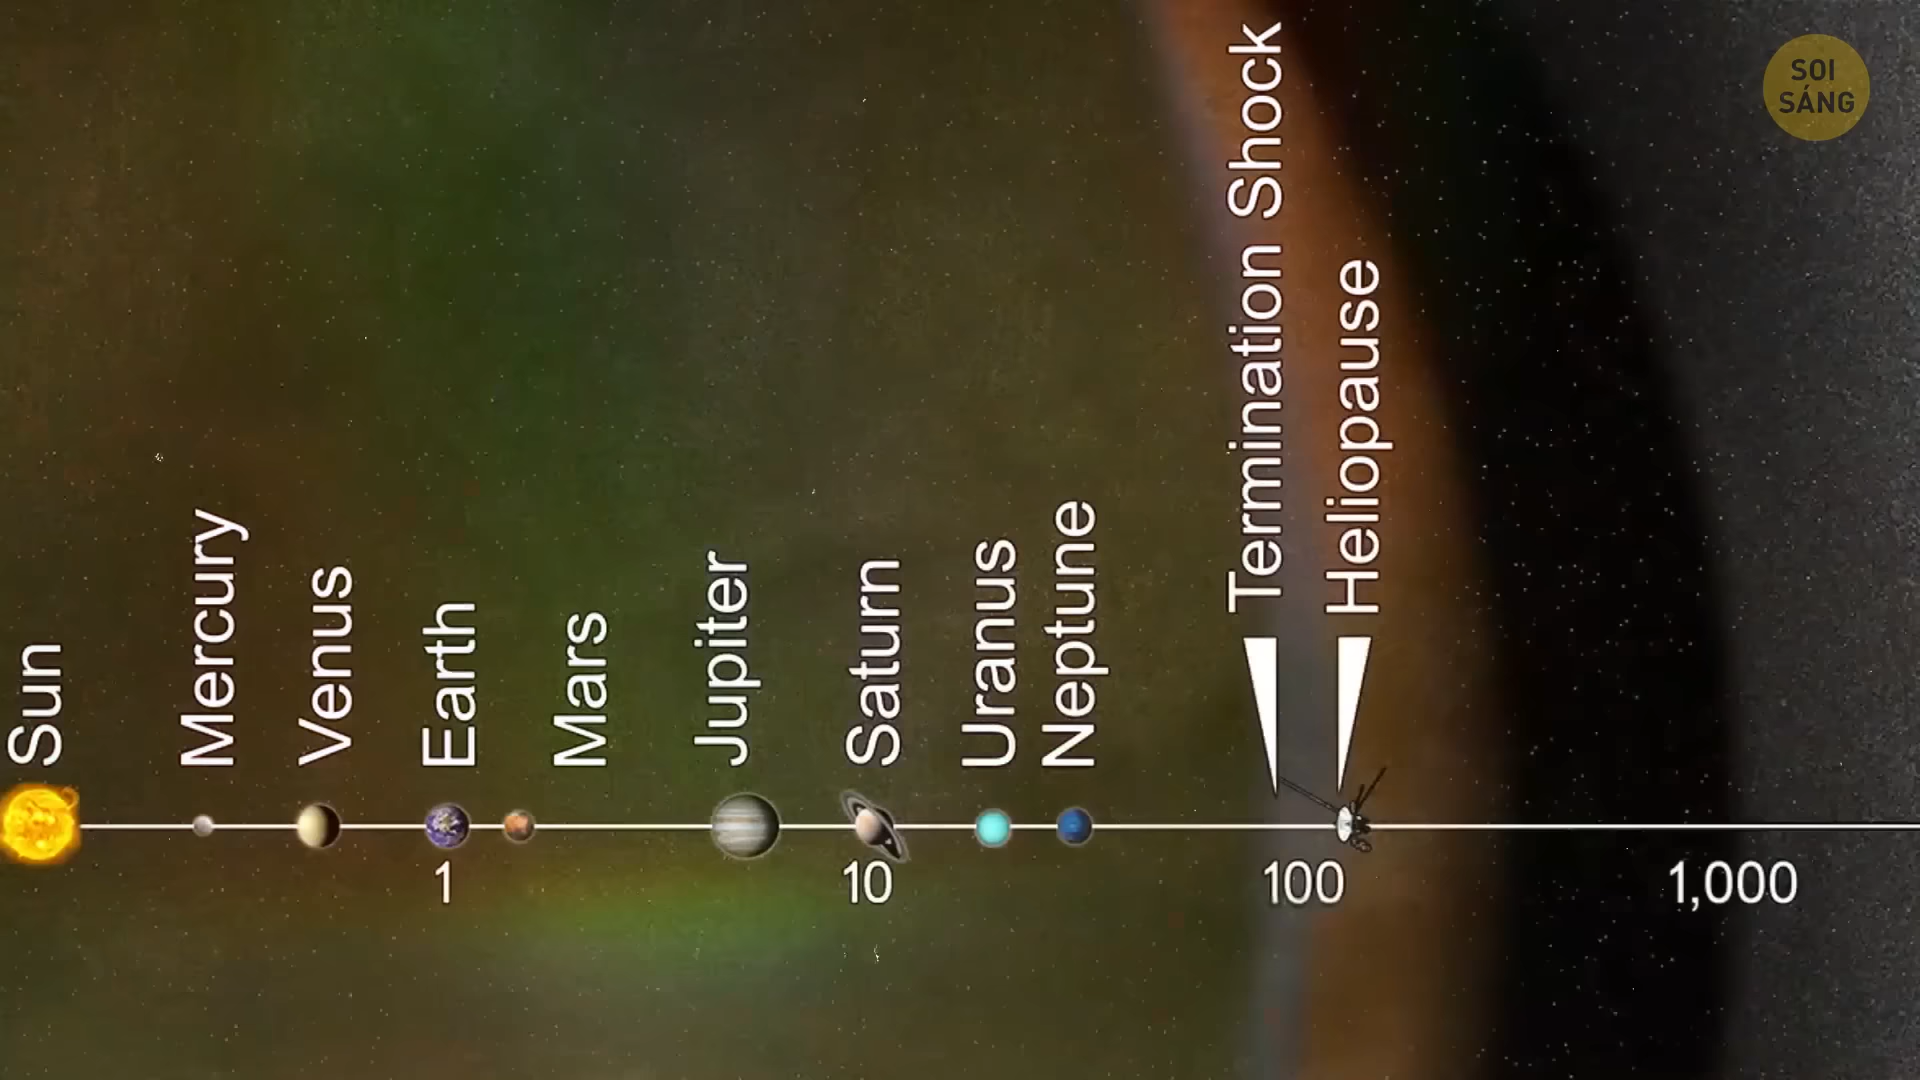 SOI
SÁNG
Sun
Mercury
Venus
Earth
Mars
Jupiter
Saturn
Uranus
Neptune
Termination Shock
Heliopause
1
10
100
1,000